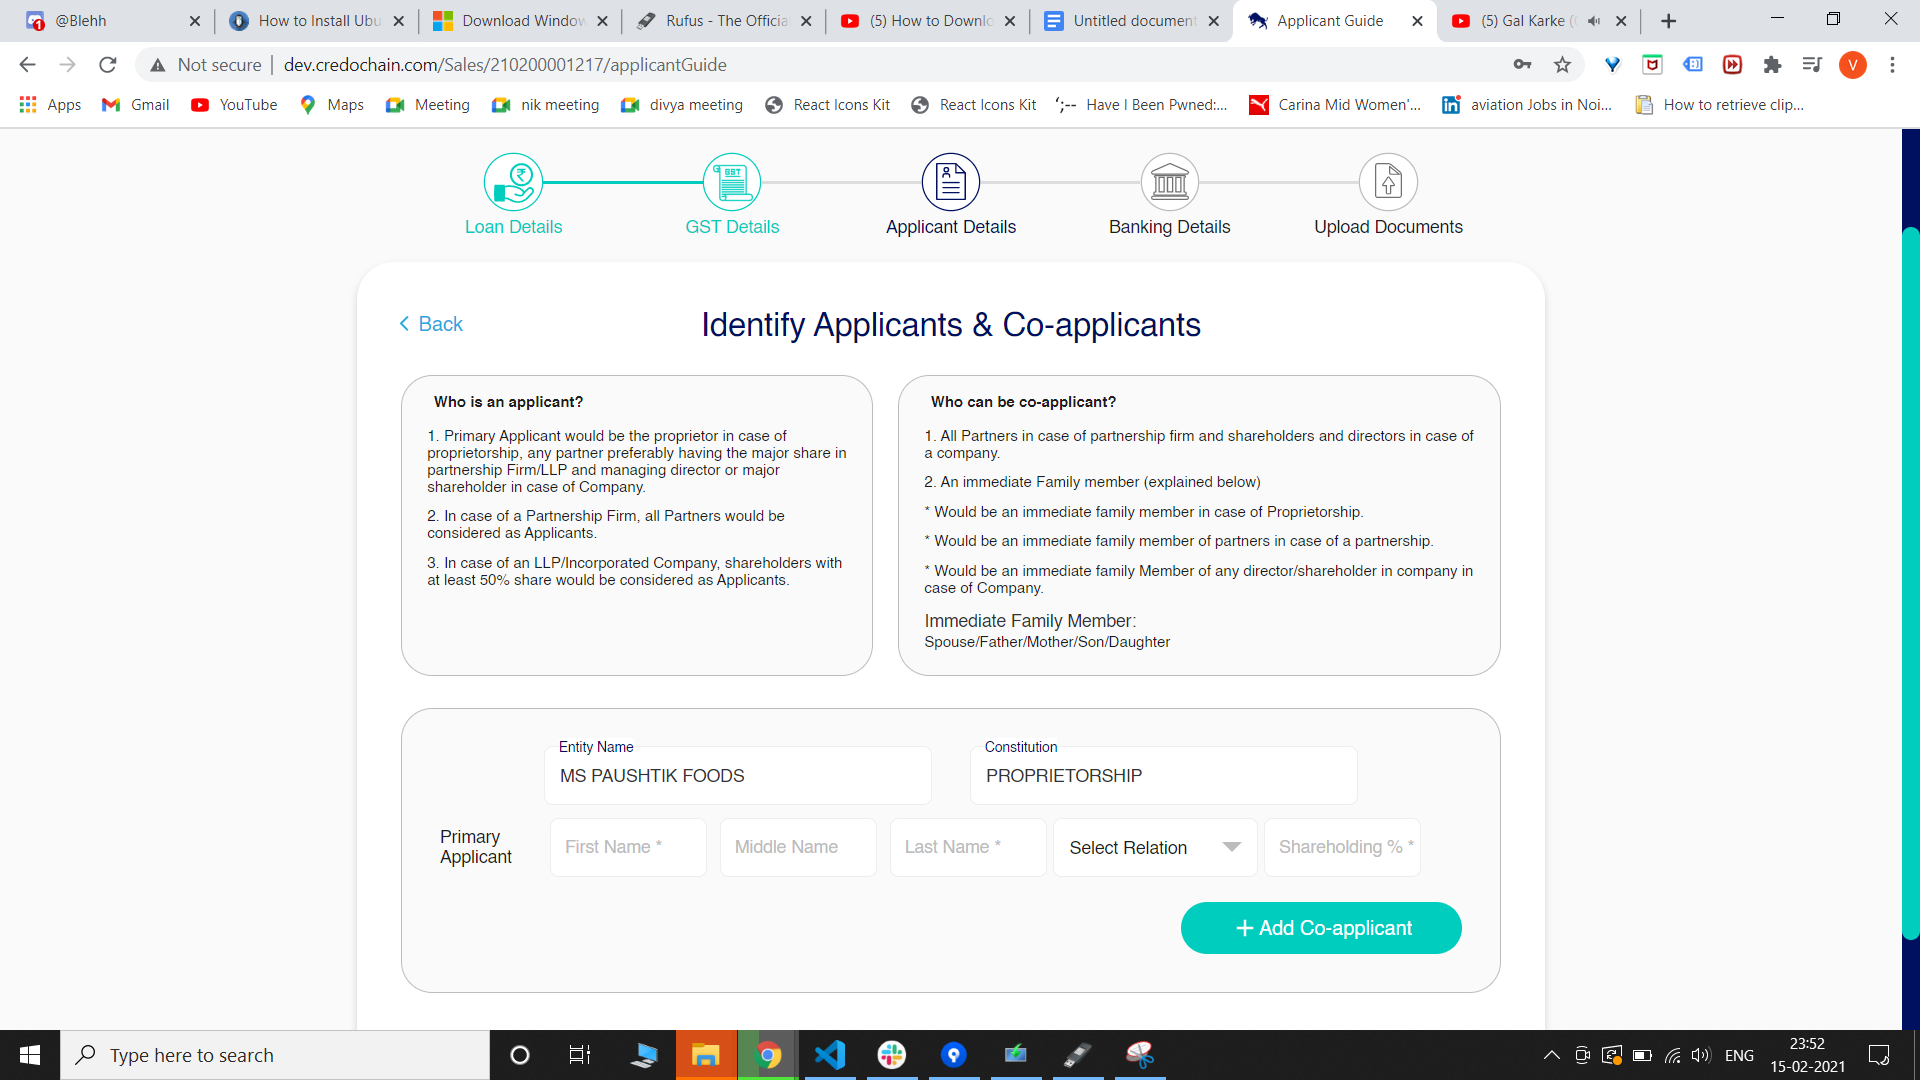 @Blehh
How to Install Ubu
Download Window
Rufus - The Official
(5) How to Downlo
Untitled document
Applicant Guide
(5) Gal Karke (
Not secure
dev.credochain.com/Sales/210200001217/applicantGuide
V
Apps
Gmail
YouTube
Maps
Meeting
nik meeting
divya meeting
React Icons Kit
React Icons Kit
Have I Been Pwned:...
Carina Mid Women'...
aviation Jobs in Noi...
How to retrieve clip...
GST
Loan Details
GST Details
Applicant Details
Banking Details
Upload Documents
Back
Identify Applicants & Co-applicants
Who is an applicant?
1. Primary Applicant would be the proprietor in case of
proprietorship, any partner preferably having the major share in
partnership Firm/LLP and managing director or major
shareholder in case of Company.
2. In case of a Partnership Firm, all Partners would be
considered as Applicants.
3. In case of an LLP/Incorporated Company, shareholders with
at least 50% share would be considered as Applicants.
Who can be co-applicant?
1. All Partners in case of partnership firm and shareholders and directors in case of
a company.
2. An immediate Family member (explained below)
* Would be an immediate family member in case of Proprietorship.
* Would be an immediate family member of partners in case of a partnership.
* Would be an immediate family Member of any director/shareholder in company in
case of Company.
Immediate Family Member:
Spouse/Father/Mother/Son/Daughter
Entity Name
MS PAUSHTIK FOODS
Constitution
PROPRIETORSHIP
Primary
Applicant
First Name *
Middle Name
Last Name *
Select Relation
Shareholding % *
+ Add Co-applicant
Type here to search
ENG
23:52
15-02-2021